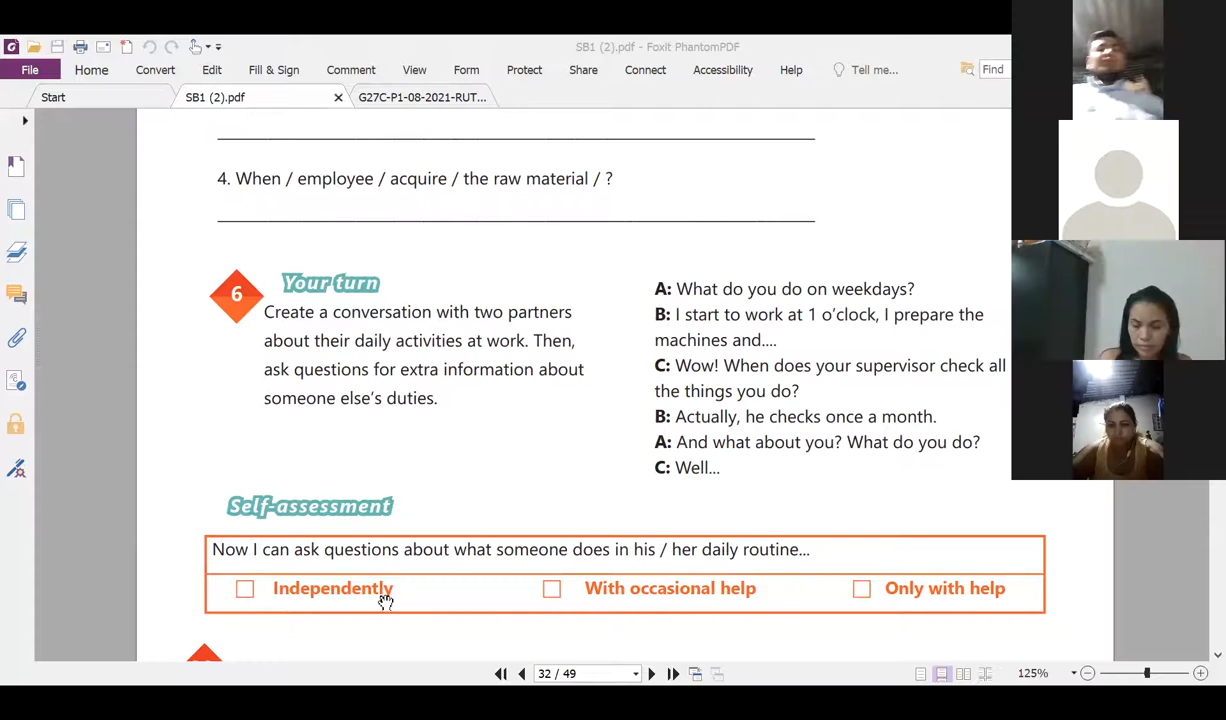 SB1 (2).pdf - Foxit PhantomPDF
File Home Convert Edit Fill & Sign Comment View Form Protect Share Connect Accessibility Help Tell me... Find
Start SB1 (2).pdf G27C-P1-08-2021-RUT...
4. When / employee / acquire / the raw material / ?
6 Your turn
Create a conversation with two partners
about their daily activities at work. Then,
ask questions for extra information about
someone else's duties.
A: What do you do on weekdays?
B: I start to work at 1 o'clock, I prepare the
machines and....
C: Wow! When does your supervisor check all
the things you do?
B: Actually, he checks once a month.
A: And what about you? What do you do?
C: Well...
Self-assessment
Now I can ask questions about what someone does in his / her daily routine...
Independently With occasional help Only with help
32 / 49 125%